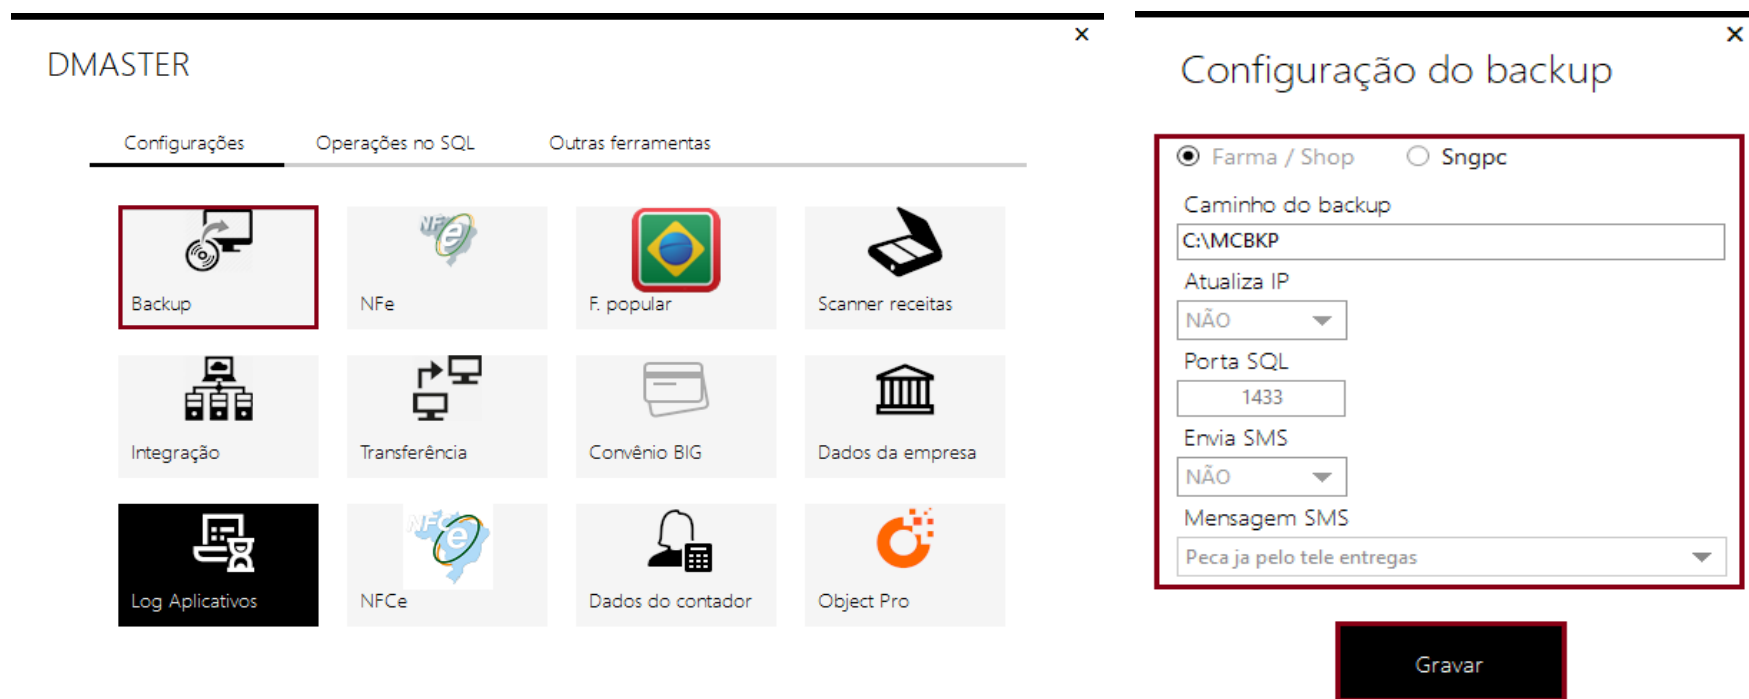 DMASTER
Configurações Operações no SQL Outras ferramentas
Backup
NFe
NFe
F. popular
Scanner receitas
Integração
Transferência
Convênio BIG
Dados da empresa
Log Aplicativos
NFCe
NFCe
Dados do contador
Object Pro
Configuração do backup
Farma / Shop Sngpc
Caminho do backup
C:\MCBKP
Atualiza IP
NÃO
Porta SQL
1433
Envia SMS
NÃO
Mensagem SMS
Peca ja pelo tele entregas
Gravar